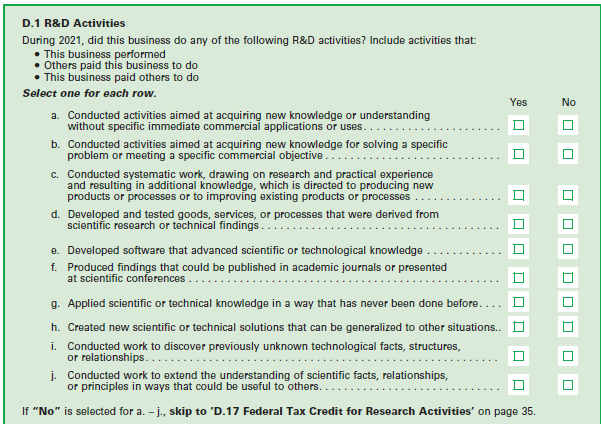 D.1 R&D Activities
During 2021, did this business do any of the following R&D activities? Include activities that:
• This business performed
• Others paid this business to do
• This business paid others to do
Select one for each row.
Yes No
a. Conducted activities aimed at acquiring new knowledge or understanding
without specific immediate commercial applications or uses.......................
b. Conducted activities aimed at acquiring new knowledge for solving a specific
problem or meeting a specific commercial objective.............................
c. Conducted systematic work, drawing on research and practical experience
and resulting in additional knowledge, which is directed to producing new
products or processes or to improving existing products or processes ...............
d. Developed and tested goods, services, or processes that were derived from
scientific research or technical findings........................................
e. Developed software that advanced scientific or technological knowledge .............
f. Produced findings that could be published in academic journals or presented
at scientific conferences .....................................................
g. Applied scientific or technical knowledge in a way that has never been done before....
h. Created new scientific or technical solutions that can be generalized to other situations..
i. Conducted work to discover previously unknown technological facts, structures,
or relationships............................................................
j. Conducted work to extend the understanding of scientific facts, relationships,
or principles in ways that could be useful to others..............................
If "No" is selected for a. – j., skip to 'D.17 Federal Tax Credit for Research Activities' on page 35.